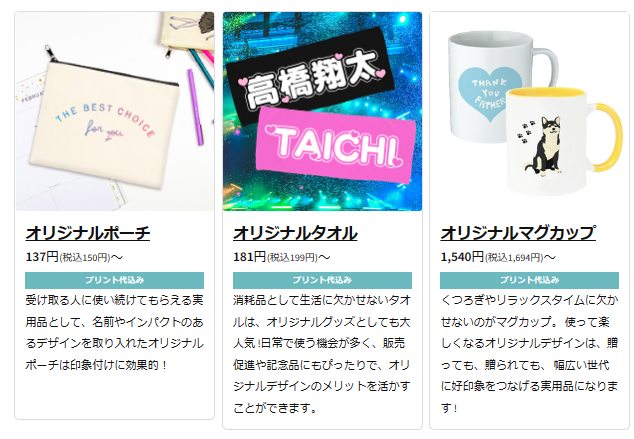 FEBRUARY
THE BEST CHOICE
for you
オリジナルポーチ
137円(税込150円)〜
プリント代込み
受け取る人に使い続けてもらえる実
用品として、名前やインパクトのあ
るデザインを取り入れたオリジナル
ポーチは印象付けに効果的！
高橋翔太
TAICHI
オリジナルタオル
181円(税込199円)〜
プリント代込み
消耗品として生活に欠かせないタオ
ルは、オリジナルグッズとしても大
人気！日常で使う機会が多く、販売
促進や記念品にもぴったりで、オリ
ジナルデザインのメリットを活かす
ことができます。
THANK
YOU
FATHER
オリジナルマグカップ
1,540円(税込1,694円)〜
プリント代込み
くつろぎやリラックスタイムに欠か
せないのがマグカップ。使って楽
しくなるオリジナルデザインは、贈
っても、贈られても、幅広い世代
に好印象をつなげる実用品になりま
す！